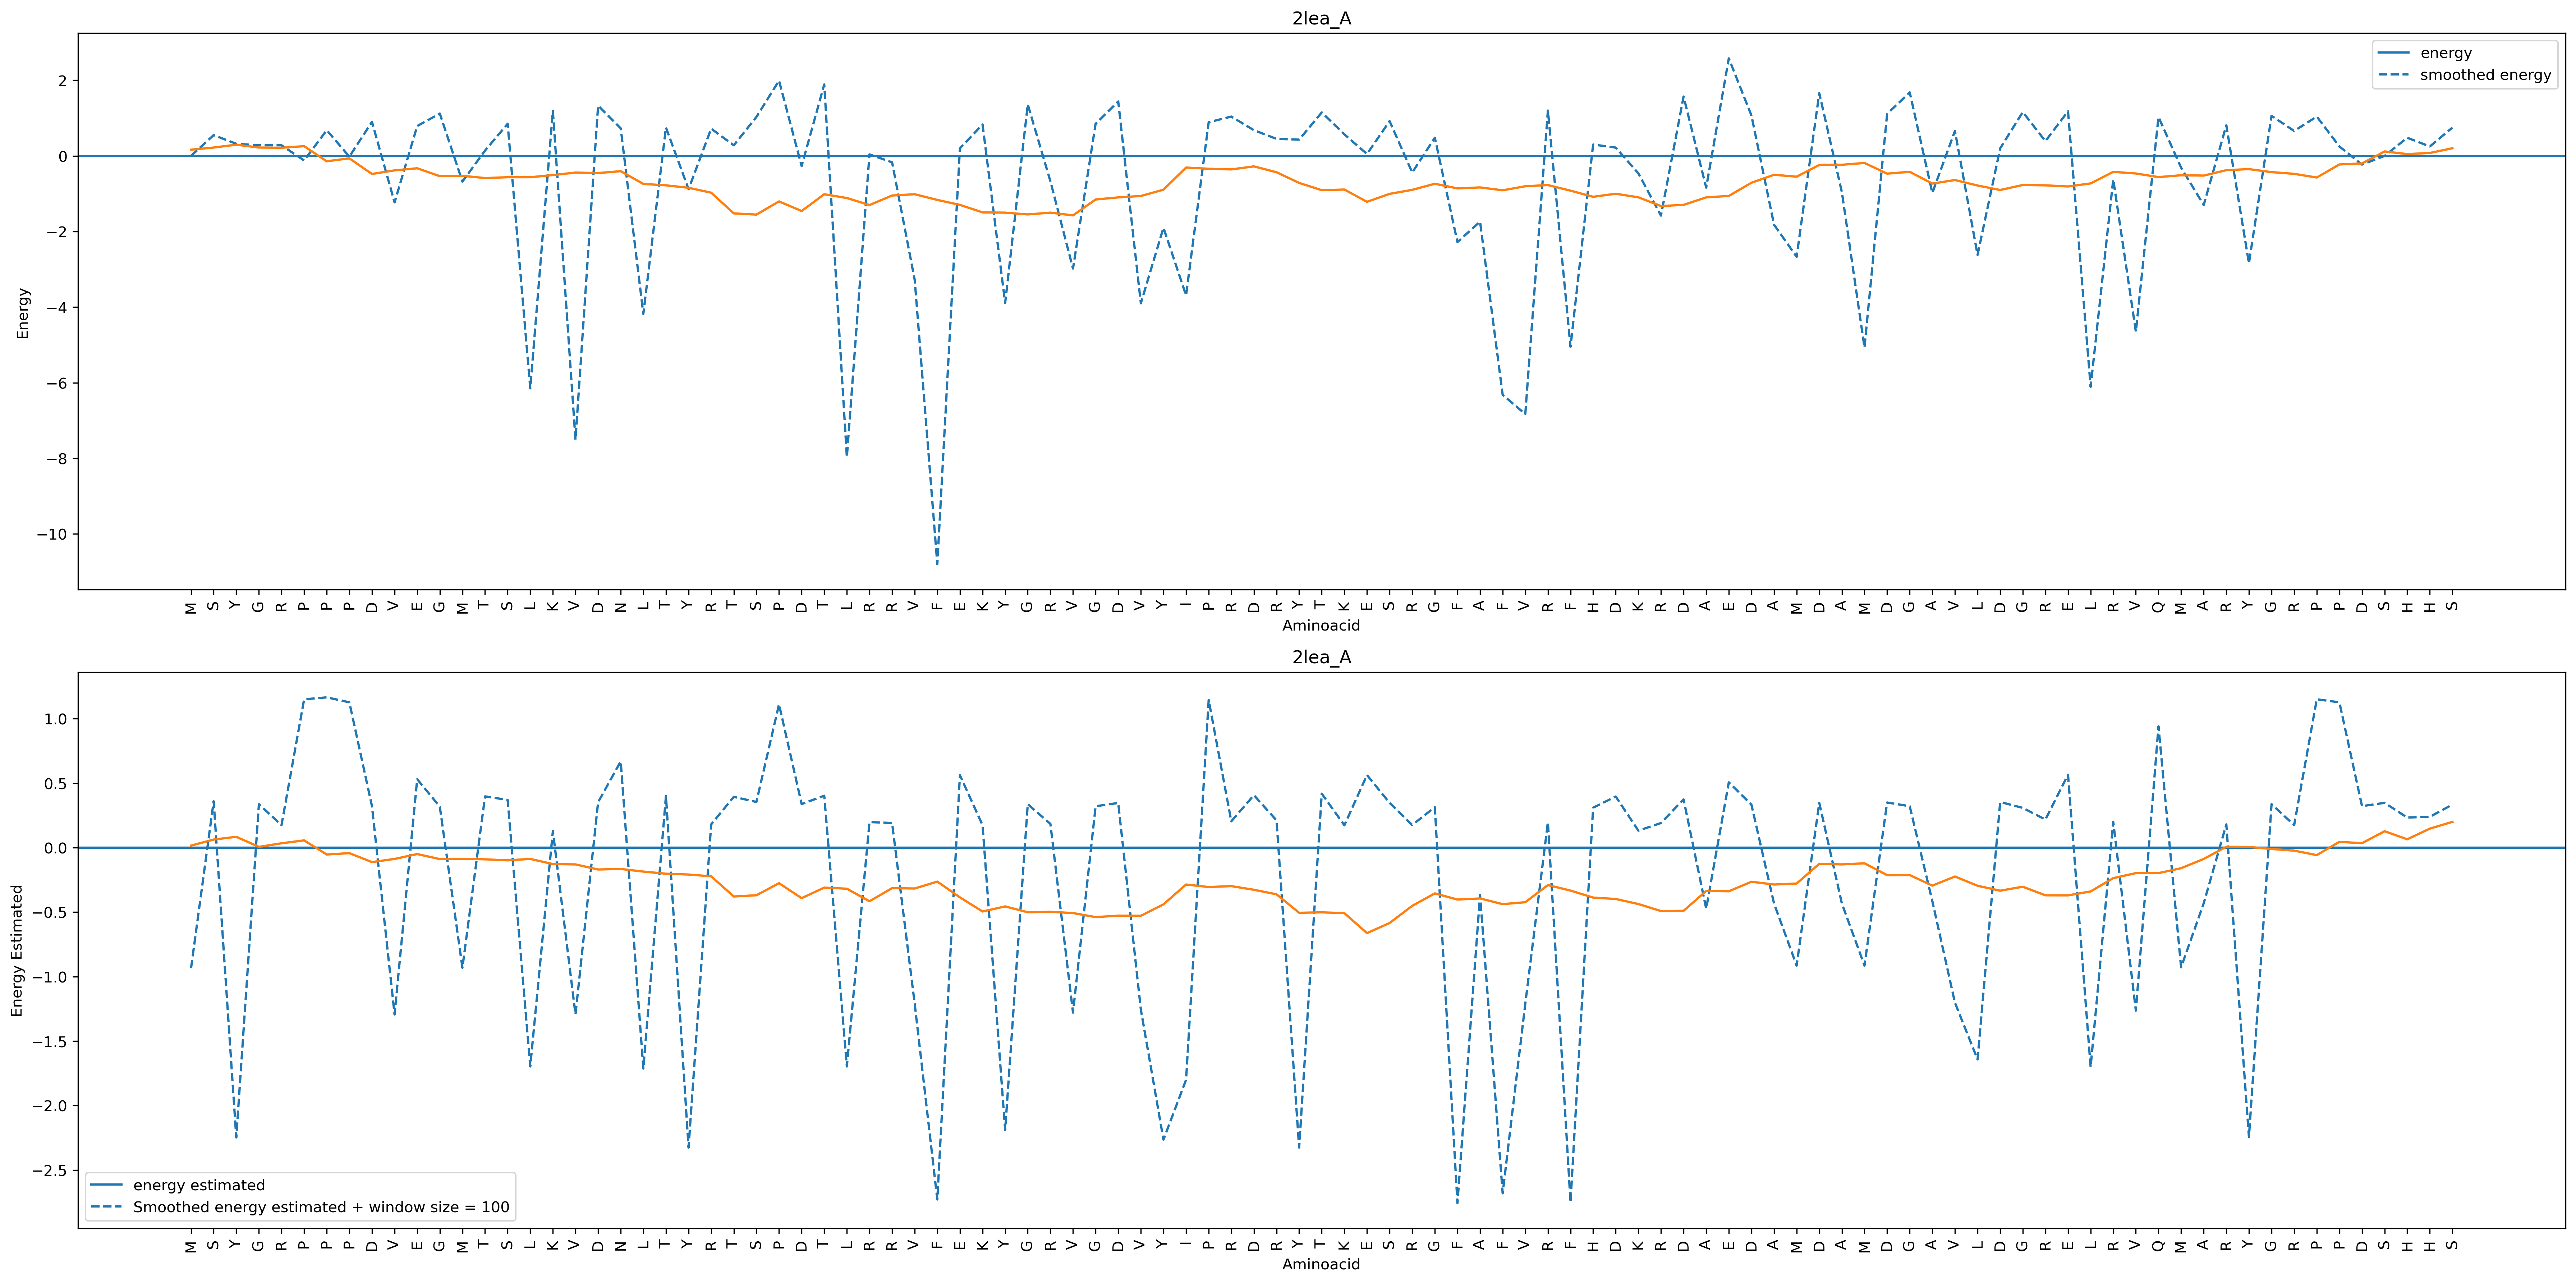 2lea_A
energy
smoothed energy
2
0
−2
−4
−6
−8
−10
Energy
M S Y G R P P P D V E G M T S L K V D N L T Y R T S P D T L R R V F E K Y G R V G D V Y I P R D R Y T K E S R G F A F V R F H D K R D A E D A M D A M D G A V L D G R E L R V Q M A R Y G R P P D S H H S
Aminoacid
2lea_A
1.0
0.5
0.0
−0.5
−1.0
−1.5
−2.0
−2.5
Energy Estimated
energy estimated
Smoothed energy estimated + window size = 100
M S Y G R P P P D V E G M T S L K V D N L T Y R T S P D T L R R V F E K Y G R V G D V Y I P R D R Y T K E S R G F A F V R F H D K R D A E D A M D A M D G A V L D G R E L R V Q M A R Y G R P P D S H H S
Aminoacid